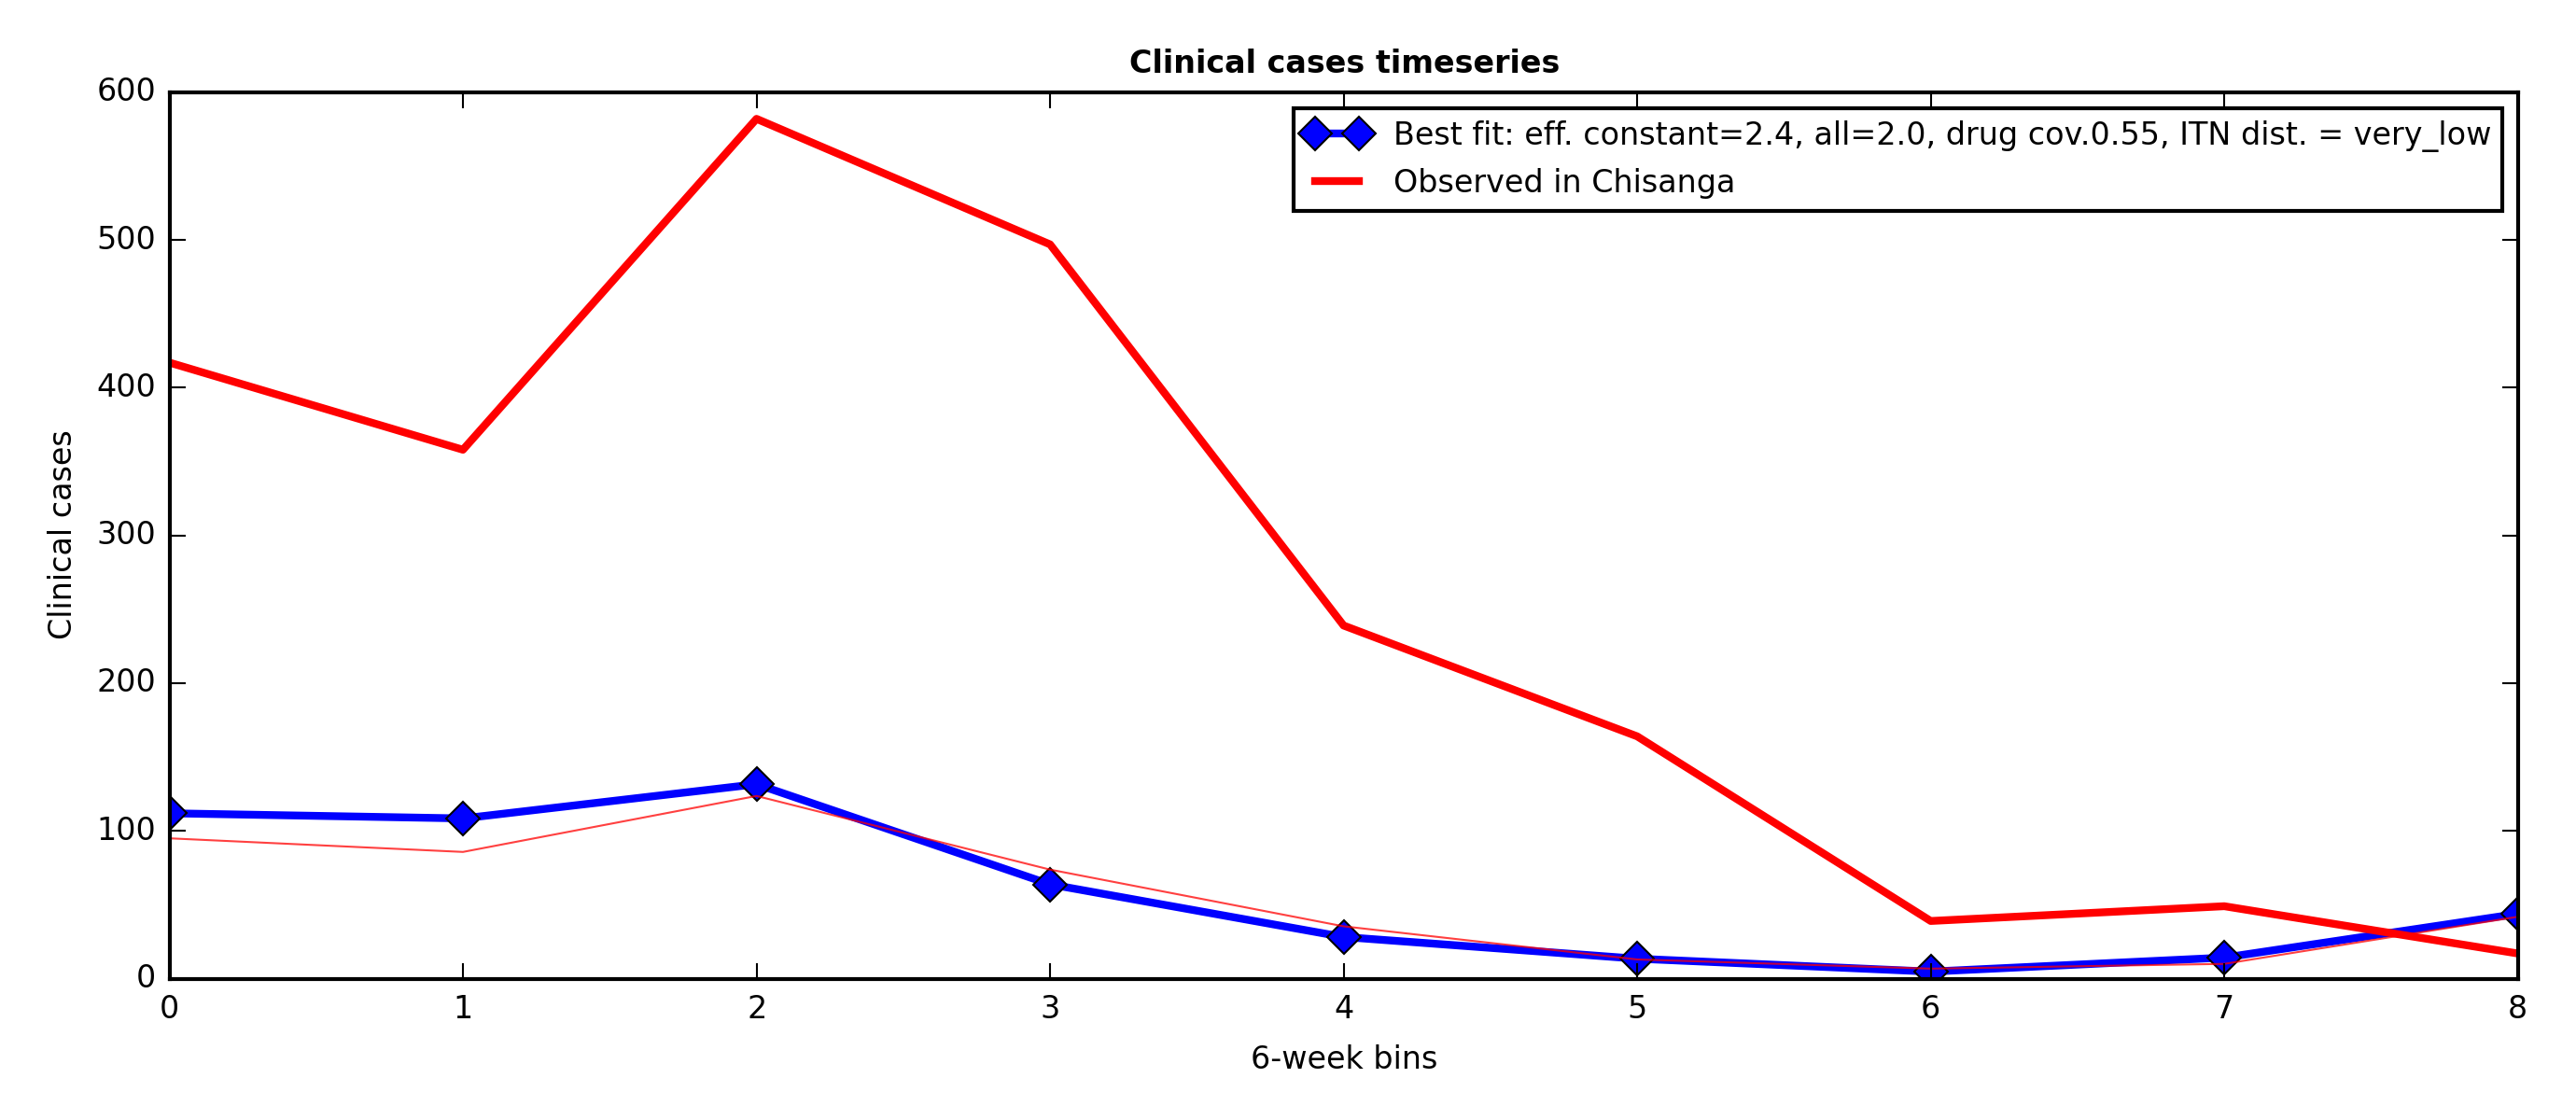 Clinical cases timeseries
600
500
400
300
200
100
0
Clinical cases
Best fit: eff. constant=2.4, all=2.0, drug cov.0.55, ITN dist. = very_low
Observed in Chisanga
0 1 2 3 4 5 6 7 8
6-week bins